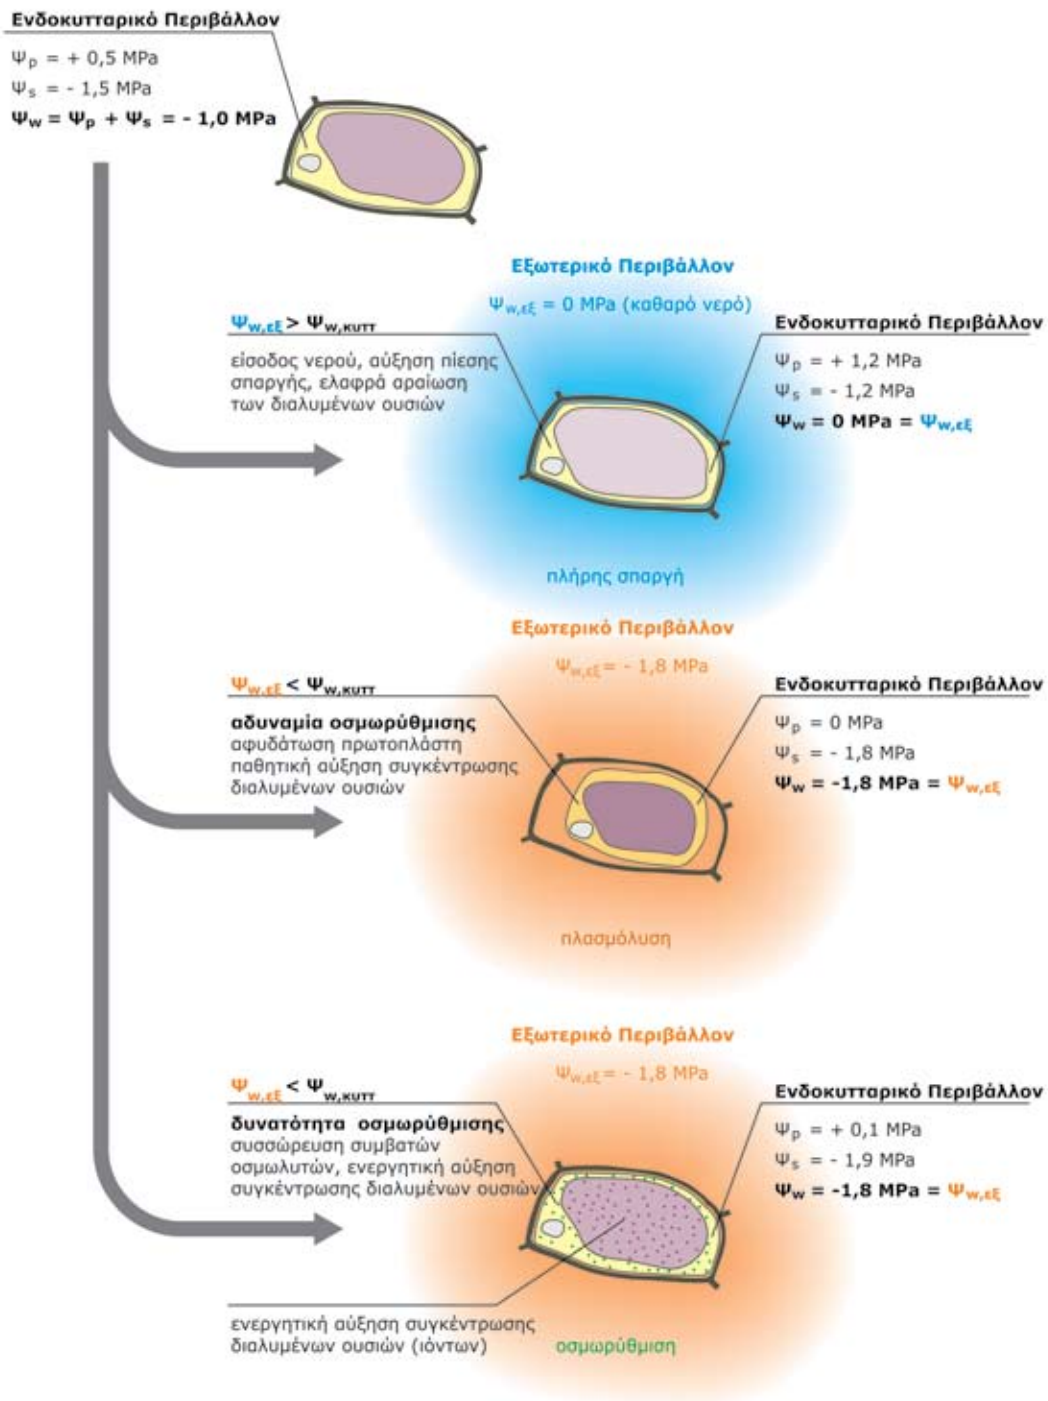 Ενδοκυτταρικό Περιβάλλον
Ψp = + 0,5 MPa
Ψs = - 1,5 MPa
Ψw = Ψp + Ψs = - 1,0 MPa
Εξωτερικό Περιβάλλον
Ψw,εξ = 0 MPa (καθαρό νερό)
Ψw,εξ > Ψw,κυττ
είσοδος νερού, αύξηση πίεσης
σπαργής, ελαφρά αραίωση
των διαλυμένων ουσιών
Ενδοκυτταρικό Περιβάλλον
Ψp = + 1,2 MPa
Ψs = - 1,2 MPa
Ψw = 0 MPa = Ψw,εξ
πλήρης σπαργή
Εξωτερικό Περιβάλλον
Ψw,εξ = - 1,8 MPa
Ψw,εξ < Ψw,κυττ
αδυναμία οσμωρύθμισης
αφυδάτωση πρωτοπλάστη
παθητική αύξηση συγκέντρωσης
διαλυμένων ουσιών
Ενδοκυτταρικό Περιβάλλον
Ψp = 0 MPa
Ψs = - 1,8 MPa
Ψw = -1,8 MPa = Ψw,εξ
πλασμόλυση
Εξωτερικό Περιβάλλον
Ψw,εξ = - 1,8 MPa
Ψw,εξ < Ψw,κυττ
δυνατότητα οσμωρύθμισης
συσσώρευση συμβατών
οσμωλυτών, ενεργητική αύξηση
συγκέντρωσης διαλυμένων ουσιών
Ενδοκυτταρικό Περιβάλλον
Ψp = + 0,1 MPa
Ψs = - 1,9 MPa
Ψw = -1,8 MPa = Ψw,εξ
ενεργητική αύξηση συγκέντρωσης
διαλυμένων ουσιών (ιόντων)
οσμωρύθμιση